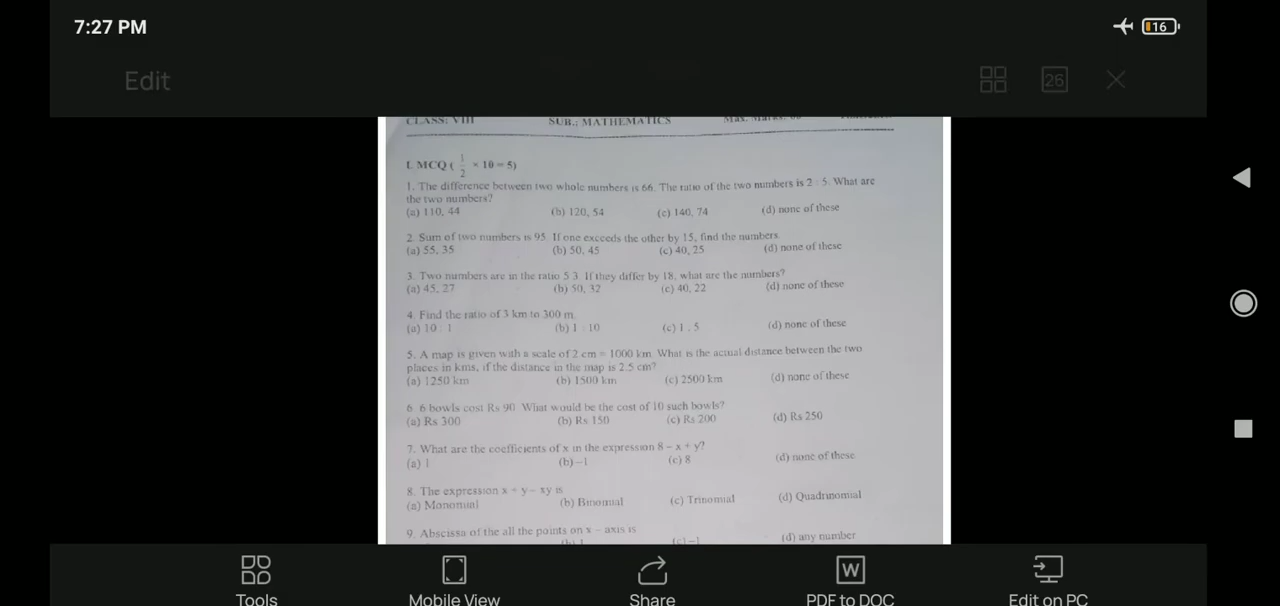 7:27 PM
16
Edit
26
CLASS: VIII SUB.; MATHEMATICS Max. Marks:
I. MCQ ( 1/2 × 10 = 5)
1. The difference between two whole numbers is 66. The ratio of the two numbers is 2 : 5. What are
the two numbers?
(a) 110, 44 (b) 120, 54 (c) 140, 74 (d) none of these
2. Sum of two numbers is 95. If one exceeds the other by 15, find the numbers.
(a) 55, 35 (b) 50, 45 (c) 40, 25 (d) none of these
3. Two numbers are in the ratio 5:3. If they differ by 18, what are the numbers?
(a) 45, 27 (b) 50, 32 (c) 40, 22 (d) none of these
4. Find the ratio of 3 km to 300 m.
(a) 10 : 1 (b) 1 : 10 (c) 1 : 5 (d) none of these
5. A map is given with a scale of 2 cm = 1000 km. What is the actual distance between the two
places in kms, if the distance in the map is 2.5 cm?
(a) 1250 km (b) 1500 km (c) 2500 km (d) none of these
6. 6 bowls cost Rs 90. What would be the cost of 10 such bowls?
(a) Rs 300 (b) Rs 150 (c) Rs 200 (d) Rs 250
7. What are the coefficients of x in the expression 8 – x + y?
(a) 1 (b) –1 (c) 8 (d) none of these
8. The expression x + y – xy is
(a) Monomial (b) Binomial (c) Trinomial (d) Quadrinomial
9. Abscissa of the all the points on x – axis is
(b) 1 (c) –1 (d) any number
Tools Mobile View Share PDF to DOC Edit on PC